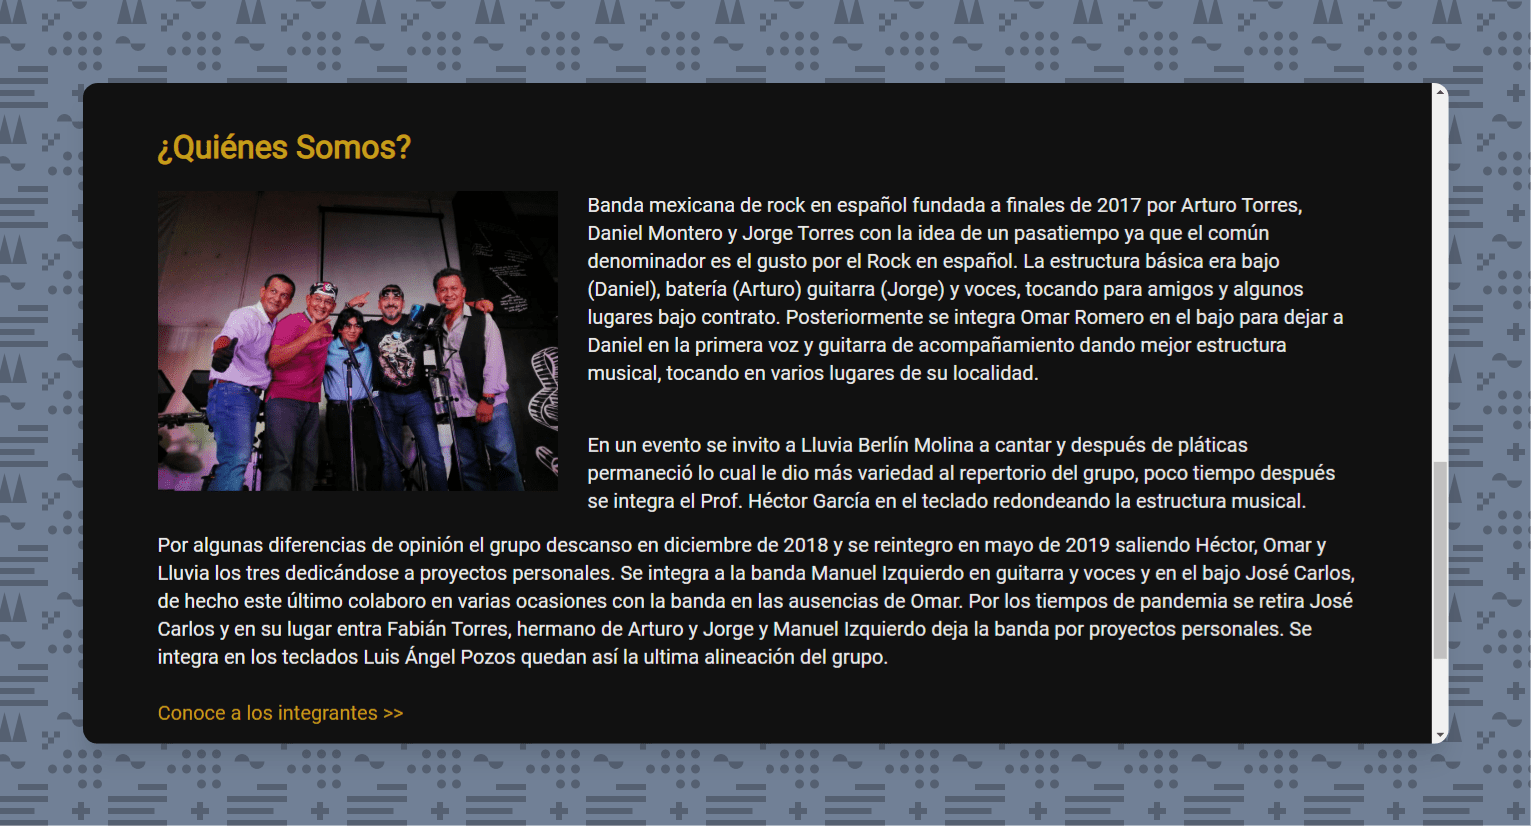 ¿Quiénes Somos?
Banda mexicana de rock en español fundada a finales de 2017 por Arturo Torres,
Daniel Montero y Jorge Torres con la idea de un pasatiempo ya que el común
denominador es el gusto por el Rock en español. La estructura básica era bajo
(Daniel), batería (Arturo) guitarra (Jorge) y voces, tocando para amigos y algunos
lugares bajo contrato. Posteriormente se integra Omar Romero en el bajo para dejar a
Daniel en la primera voz y guitarra de acompañamiento dando mejor estructura
musical, tocando en varios lugares de su localidad.
En un evento se invito a Lluvia Berlín Molina a cantar y después de pláticas
permaneció lo cual le dio más variedad al repertorio del grupo, poco tiempo después
se integra el Prof. Héctor García en el teclado redondeando la estructura musical.
Por algunas diferencias de opinión el grupo descanso en diciembre de 2018 y se reintegro en mayo de 2019 saliendo Héctor, Omar y
Lluvia los tres dedicándose a proyectos personales. Se integra a la banda Manuel Izquierdo en guitarra y voces y en el bajo José Carlos,
de hecho este último colaboro en varias ocasiones con la banda en las ausencias de Omar. Por los tiempos de pandemia se retira José
Carlos y en su lugar entra Fabián Torres, hermano de Arturo y Jorge y Manuel Izquierdo deja la banda por proyectos personales. Se
integra en los teclados Luis Ángel Pozos quedan así la ultima alineación del grupo.
Conoce a los integrantes >>